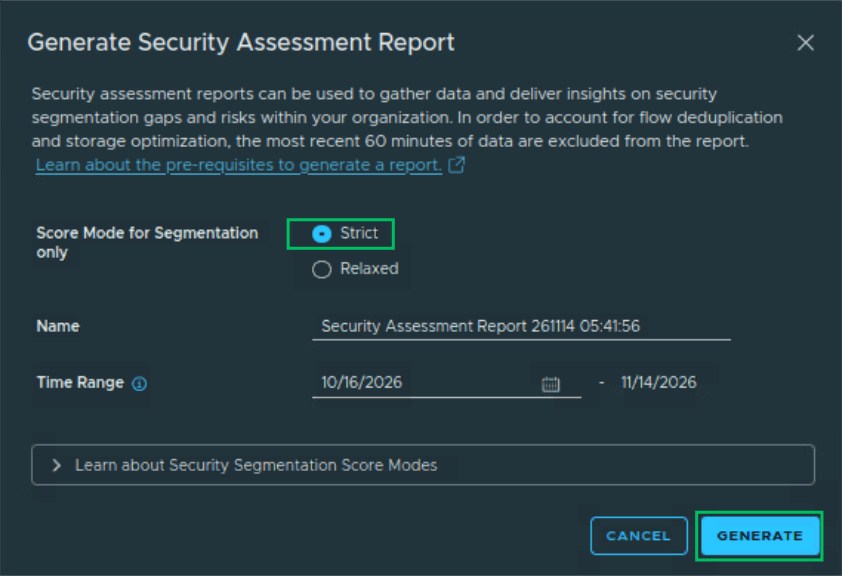 Generate Security Assessment Report
Security assessment reports can be used to gather data and deliver insights on security
segmentation gaps and risks within your organization. In order to account for flow deduplication
and storage optimization, the most recent 60 minutes of data are excluded from the report.
Learn about the pre-requisites to generate a report.
Score Mode for Segmentation
only
Strict
Relaxed
Name
Security Assessment Report 261114 05:41:56
Time Range
10/16/2026 - 11/14/2026
Learn about Security Segmentation Score Modes
CANCEL
GENERATE